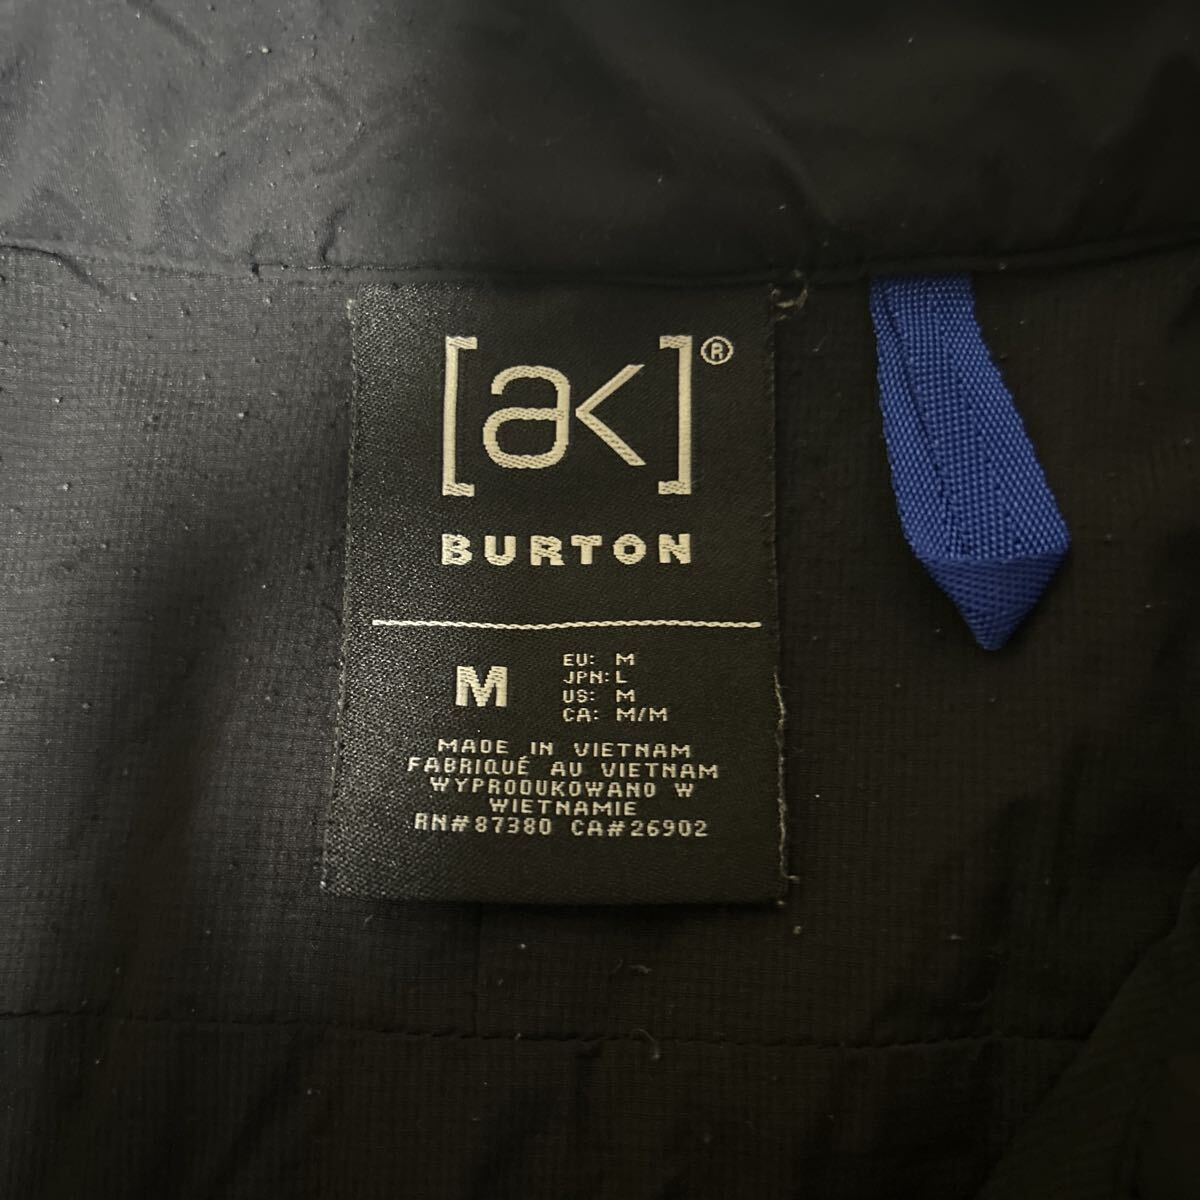 [ak]®
BURTON
M
EU: M
JPN: L
US: M
CA: M/M
MADE IN VIETNAM
FABRIQUÉ AU VIETNAM
WYPRODUKOWANO W
WIETNAMIE
RN#87380 CA#26902